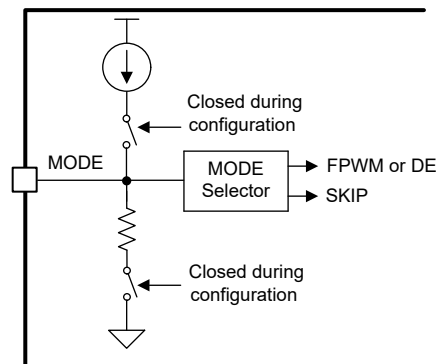 Closed during
configuration
MODE
MODE
Selector
FPWM or DE
SKIP
Closed during
configuration